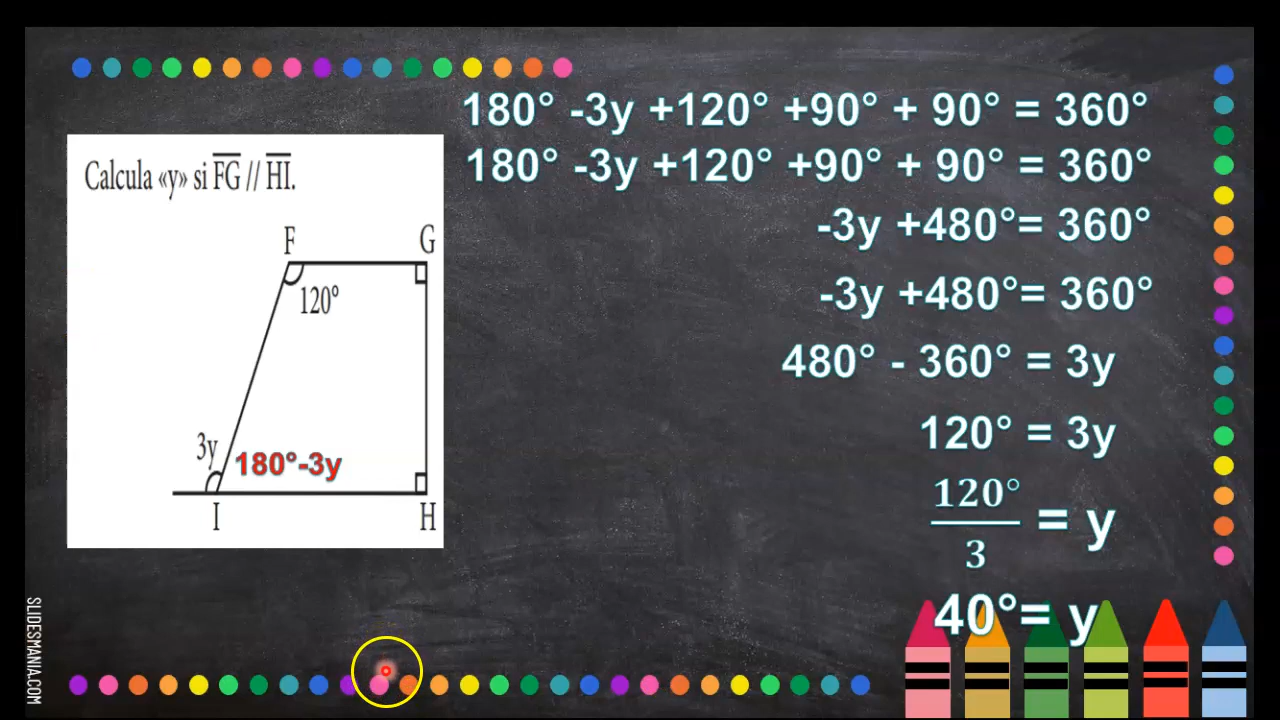 Calcula «y» si FG // HI.
F
G
120°
3y
180°-3y
I
H
180° -3y +120° +90° + 90° = 360°
180° -3y +120° +90° + 90° = 360°
-3y +480°= 360°
-3y +480°= 360°
480° - 360° = 3y
120° = 3y
120°
3
= y
40°= y
SLIDESMANIA.COM